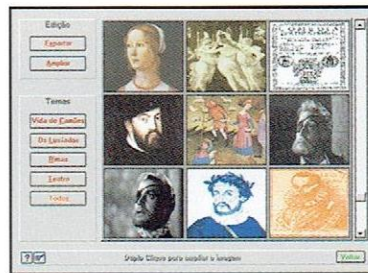 Edição
Exportar
Ampliar
Temas
Vida de Camões
Os Lusíadas
Rimas
Teatro
Todos
Duplo Clique para ampliar a imagem
Voltar